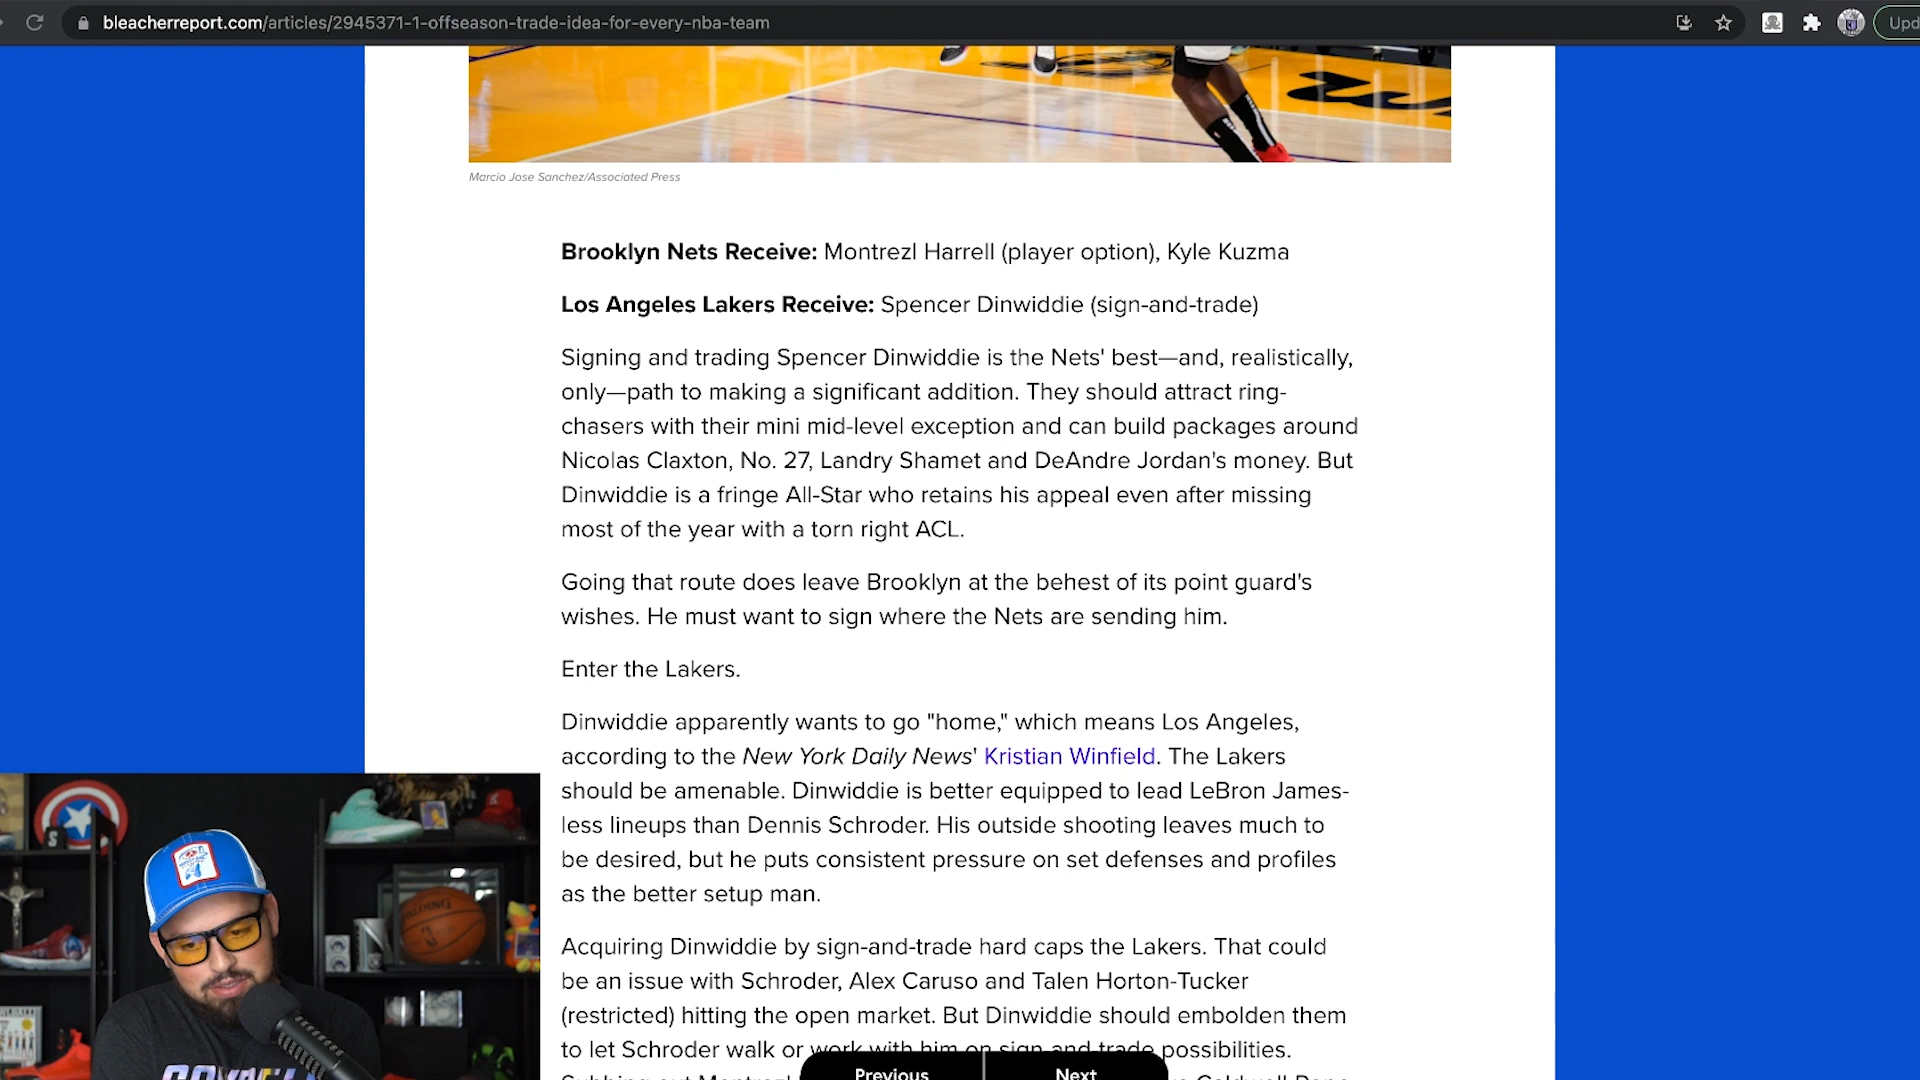 bleacherreport.com/articles/2945371-1-offseason-trade-idea-for-every-nba-team
Upd
Marcio Jose Sanchez/Associated Press
Brooklyn Nets Receive: Montrezl Harrell (player option), Kyle Kuzma
Los Angeles Lakers Receive: Spencer Dinwiddie (sign-and-trade)
Signing and trading Spencer Dinwiddie is the Nets' best—and, realistically,
only—path to making a significant addition. They should attract ring-
chasers with their mini mid-level exception and can build packages around
Nicolas Claxton, No. 27, Landry Shamet and DeAndre Jordan's money. But
Dinwiddie is a fringe All-Star who retains his appeal even after missing
most of the year with a torn right ACL.
Going that route does leave Brooklyn at the behest of its point guard's
wishes. He must want to sign where the Nets are sending him.
Enter the Lakers.
Dinwiddie apparently wants to go "home," which means Los Angeles,
according to the New York Daily News' Kristian Winfield. The Lakers
should be amenable. Dinwiddie is better equipped to lead LeBron James-
less lineups than Dennis Schroder. His outside shooting leaves much to
be desired, but he puts consistent pressure on set defenses and profiles
as the better setup man.
Acquiring Dinwiddie by sign-and-trade hard caps the Lakers. That could
be an issue with Schroder, Alex Caruso and Talen Horton-Tucker
(restricted) hitting the open market. But Dinwiddie should embolden them
to let Schroder walk or work with him on sign-and-trade possibilities.
Previous
Next
SPALDING